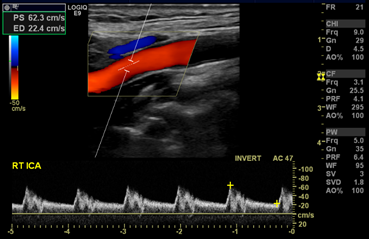 1 PS 62.3 cm/s
ED 22.4 cm/s
LOGIQ
E9
-50
cm/s
FR 21
CHI
Frq 9.0
Gn 29
D 4.5
AO% 100
CF
Frq 3.1
Gn 25.5
PRF 4.1
WF 295
AO% 100
PW
Frq 5.0
Gn 35
PRF 6.4
WF 95
SV 3
SVD 1.8
AO% 100
3-
4-
INVERT AC 47
RT ICA
-100
-80
-60
-40
-20
cm/s
20
-5 -4 -3 -2 -1 -0